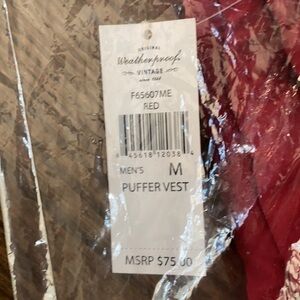 ORIGINAL
Weatherproof
VINTAGE
since 1948
F65607ME
RED
45618 12038
MEN'S M
PUFFER VEST
MSRP $75.00